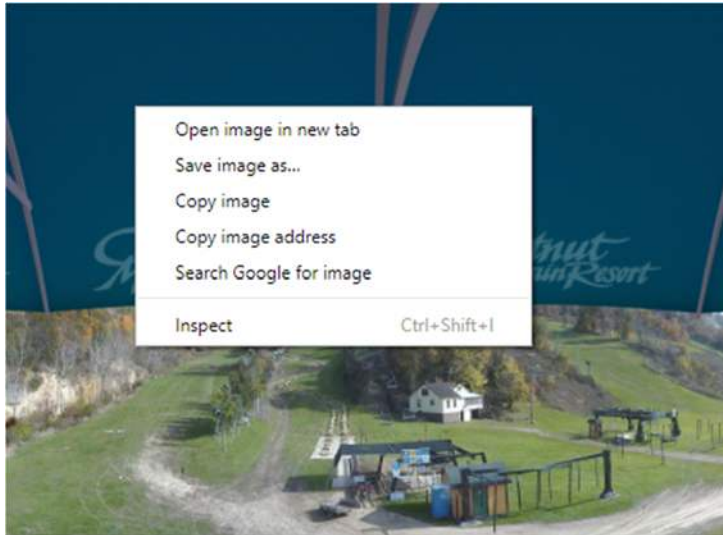 Open image in new tab
Save image as...
Copy image
Copy image address
Search Google for image
Inspect Ctrl+Shift+I
Resort